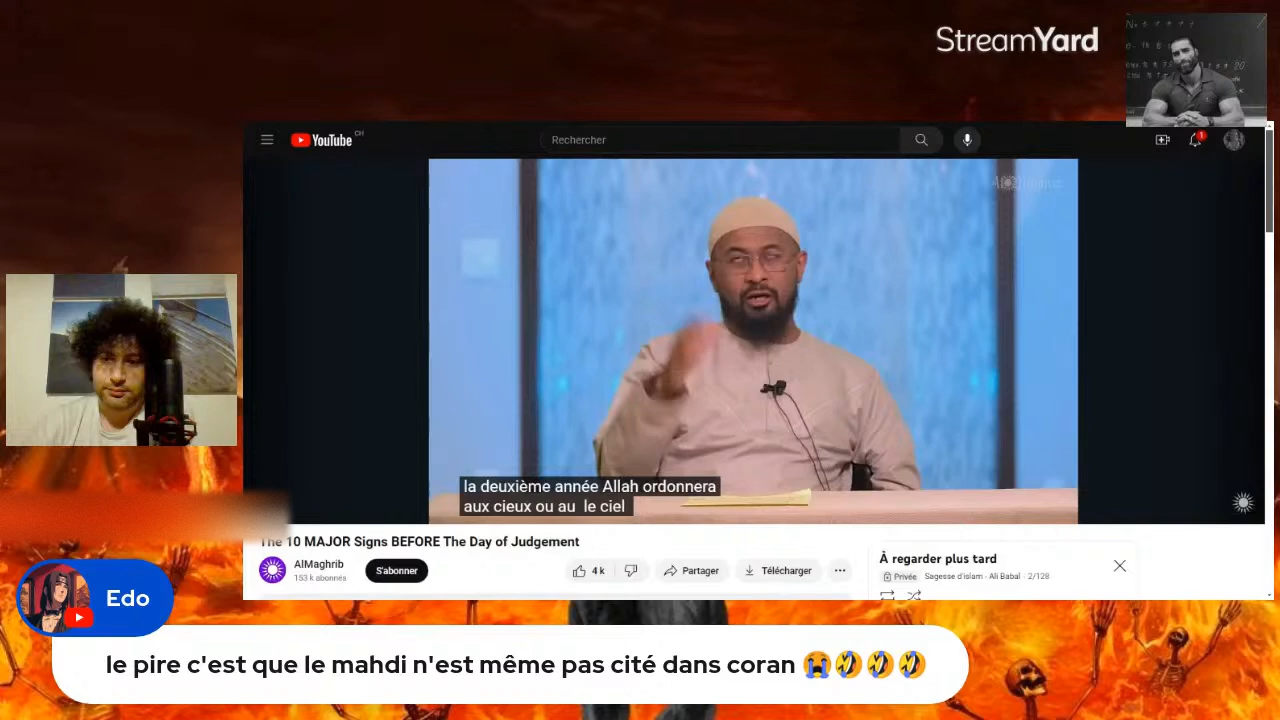 StreamYard
YouTube CH
Rechercher
1
la deuxième année Allah ordonnera
aux cieux ou au le ciel
The 10 MAJOR Signs BEFORE The Day of Judgement
AlMaghrib
153 k abonnés
S'abonner
4 k
Partager
Télécharger
À regarder plus tard
Privée
Sagesse d'islam · Ali Babal · 2/128
Edo
le pire c'est que le mahdi n'est même pas cité dans coran 😭🤣🤣🤣